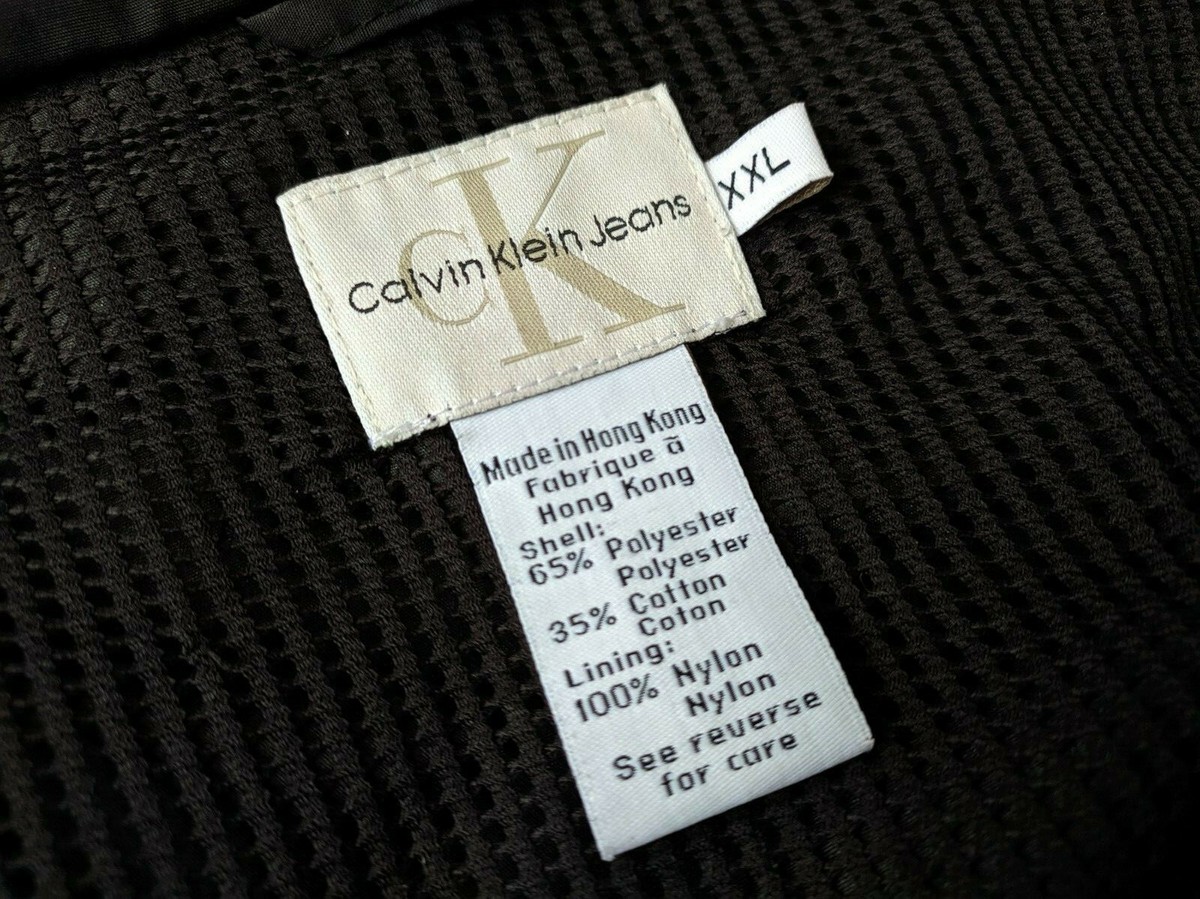 CK
Calvin Klein Jeans
XXL
Made in Hong Kong
Fabrique ã
Hong Kong
Shell:
65% Polyester
Polyester
35% Cotton
Coton
Lining:
100% Nylon
Nylon
See reverse
for care